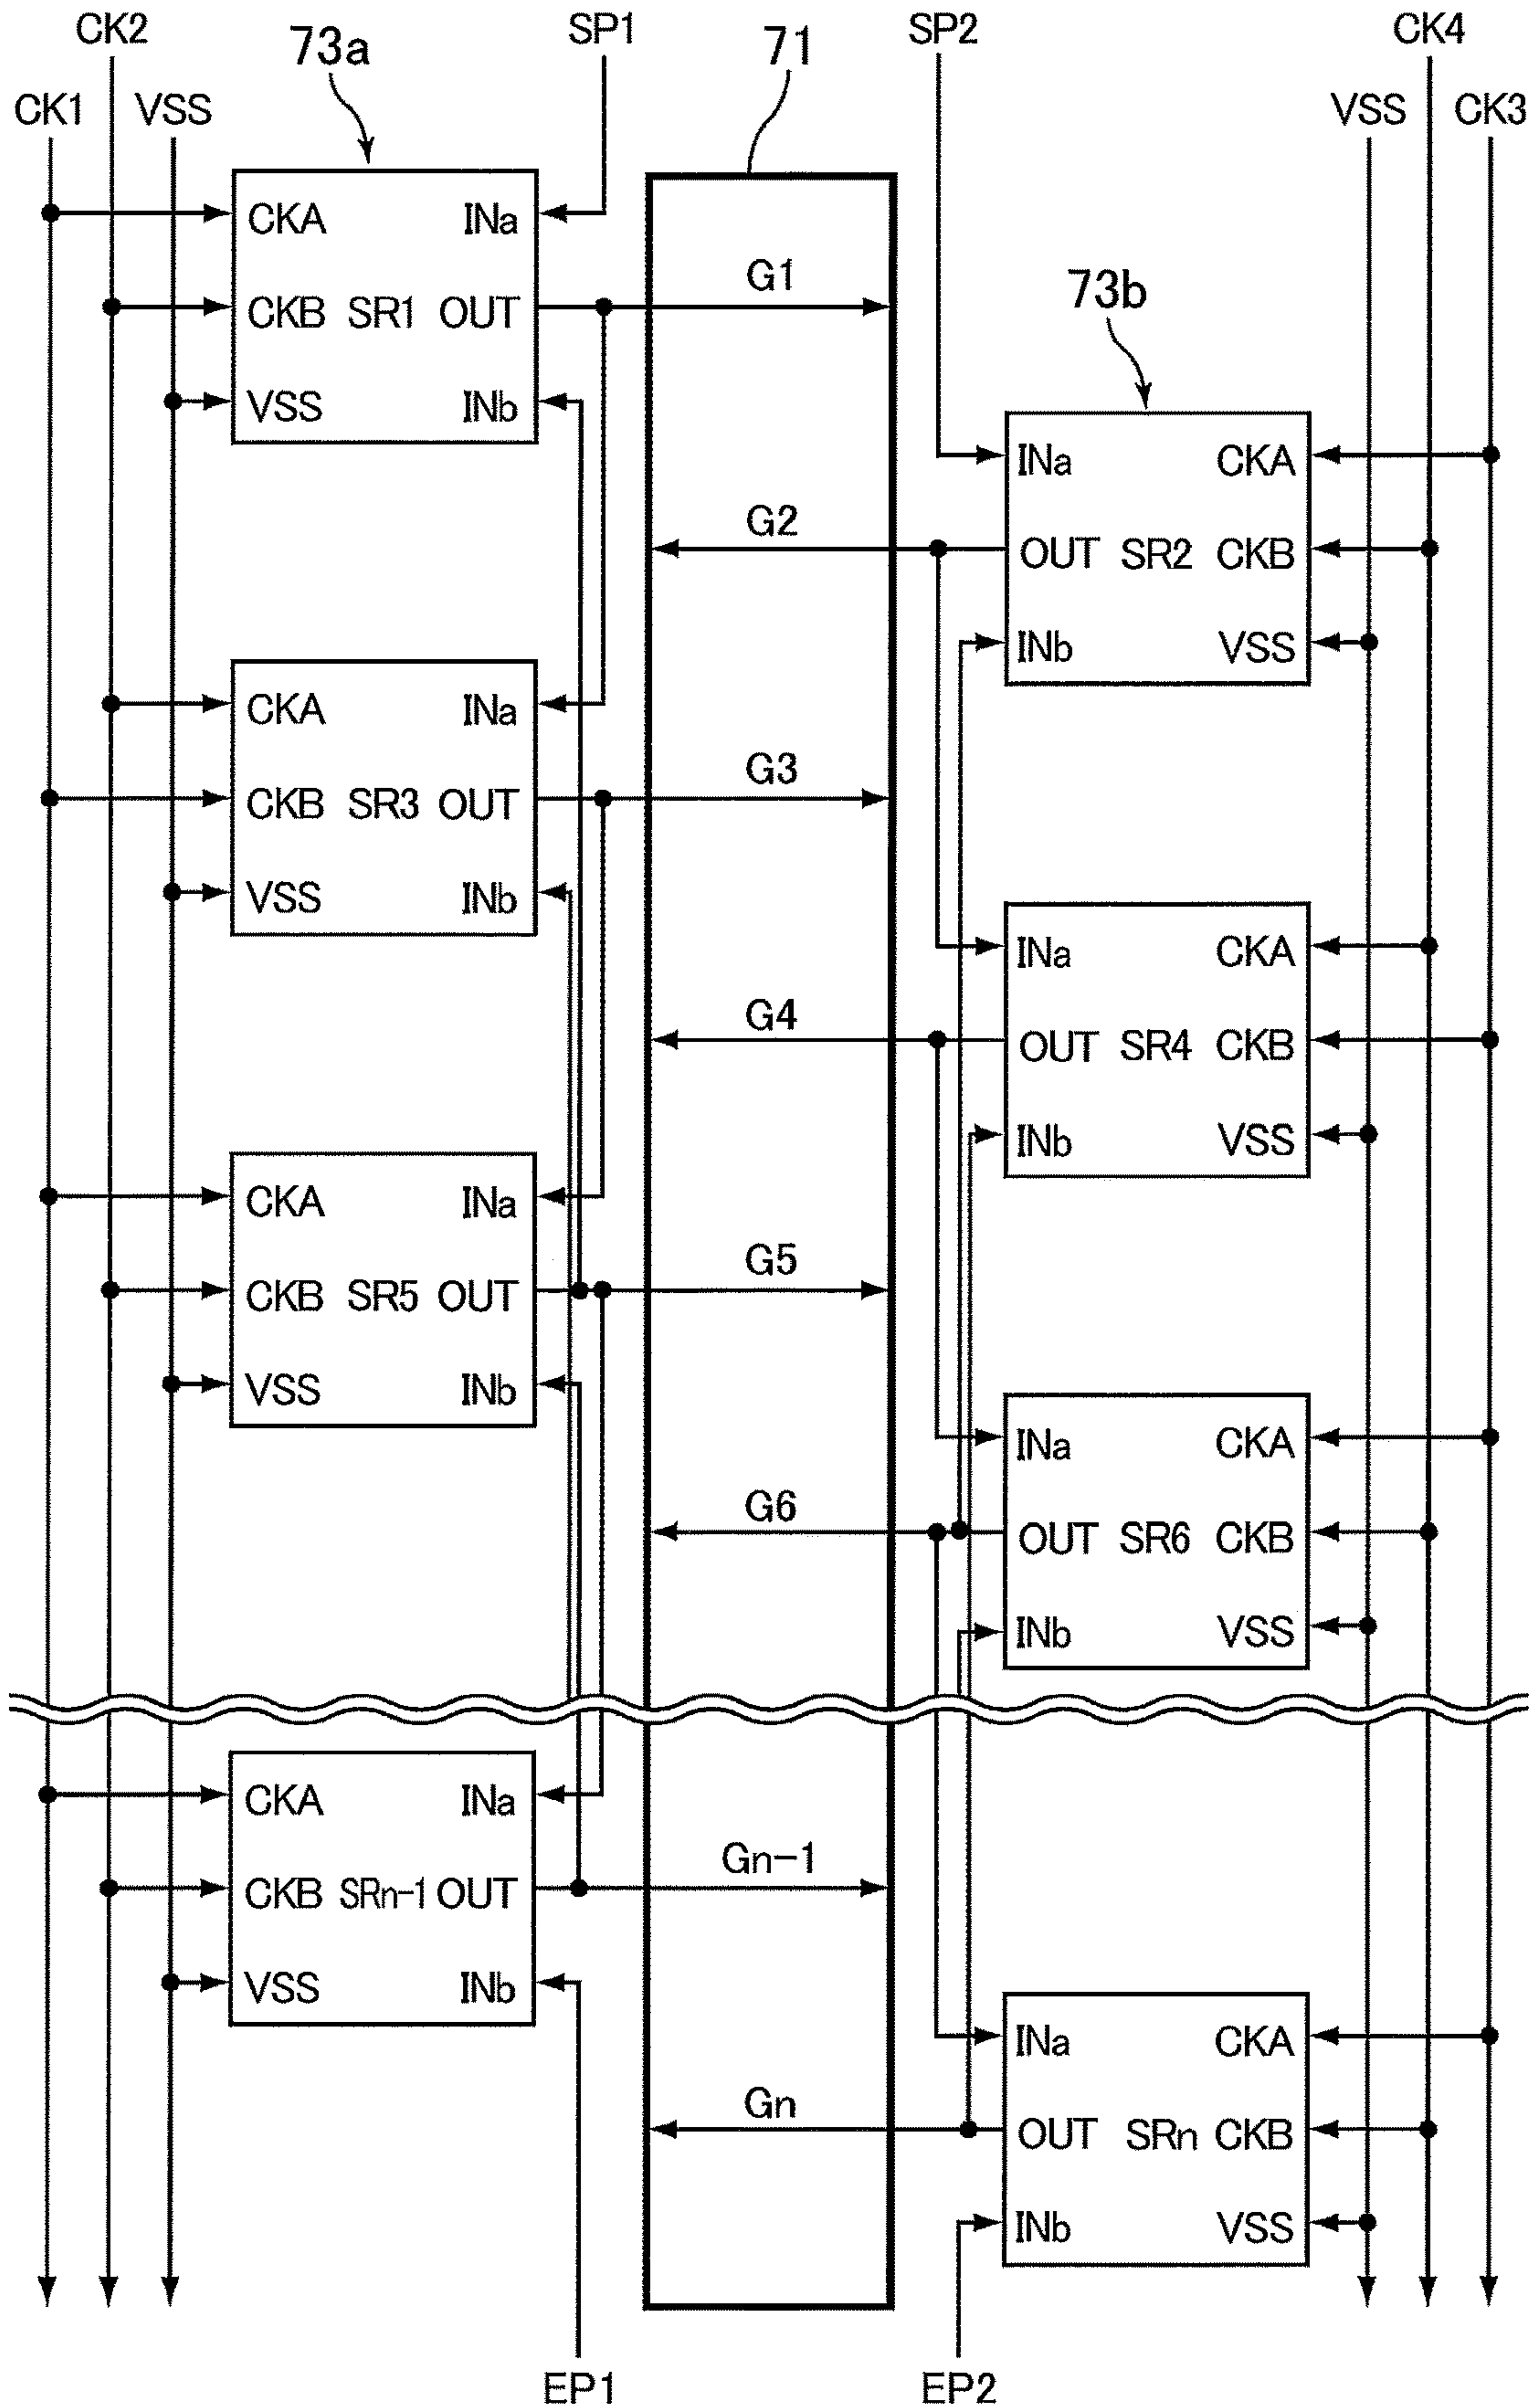 CK2 73a SP1 71 SP2 CK4
CK1 VSS VSS CK3
CKA INa
CKB SR1 OUT
VSS INb
G1
73b
INa CKA
OUT SR2 CKB
INb VSS
G2
CKA INa
CKB SR3 OUT
VSS INb
G3
INa CKA
OUT SR4 CKB
INb VSS
G4
CKA INa
CKB SR5 OUT
VSS INb
G5
INa CKA
OUT SR6 CKB
INb VSS
G6
CKA INa
CKB SRn-1 OUT
VSS INb
Gn-1
INa CKA
OUT SRn CKB
INb VSS
Gn
EP1 EP2